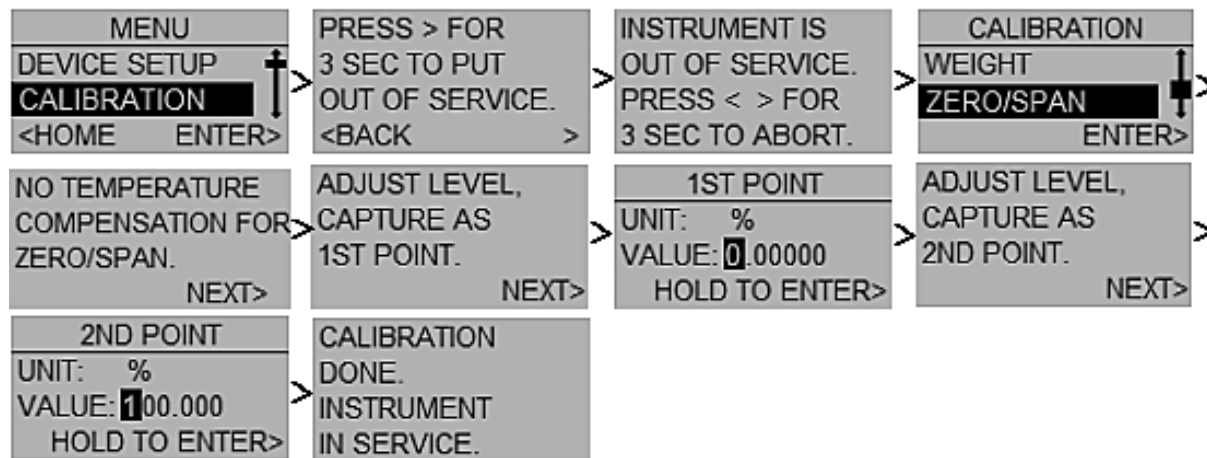 MENU
DEVICE SETUP
CALIBRATION
<HOME ENTER>
>
PRESS > FOR
3 SEC TO PUT
OUT OF SERVICE.
<BACK >
>
INSTRUMENT IS
OUT OF SERVICE.
PRESS < > FOR
3 SEC TO ABORT.
>
CALIBRATION
WEIGHT
ZERO/SPAN
ENTER>
>
NO TEMPERATURE
COMPENSATION FOR
ZERO/SPAN.
NEXT>
>
ADJUST LEVEL,
CAPTURE AS
1ST POINT.
NEXT>
>
1ST POINT
UNIT: %
VALUE: 0.00000
HOLD TO ENTER>
>
ADJUST LEVEL,
CAPTURE AS
2ND POINT.
NEXT>
>
2ND POINT
UNIT: %
VALUE: 100.000
HOLD TO ENTER>
>
CALIBRATION
DONE.
INSTRUMENT
IN SERVICE.